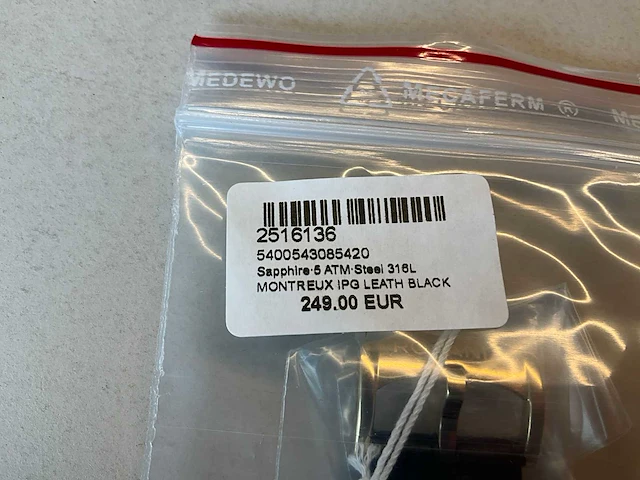 MEDEWO MEGAFERM ®
2516136
5400543085420
Sapphire·5 ATM·Steel 316L
MONTREUX IPG LEATH BLACK
249.00 EUR